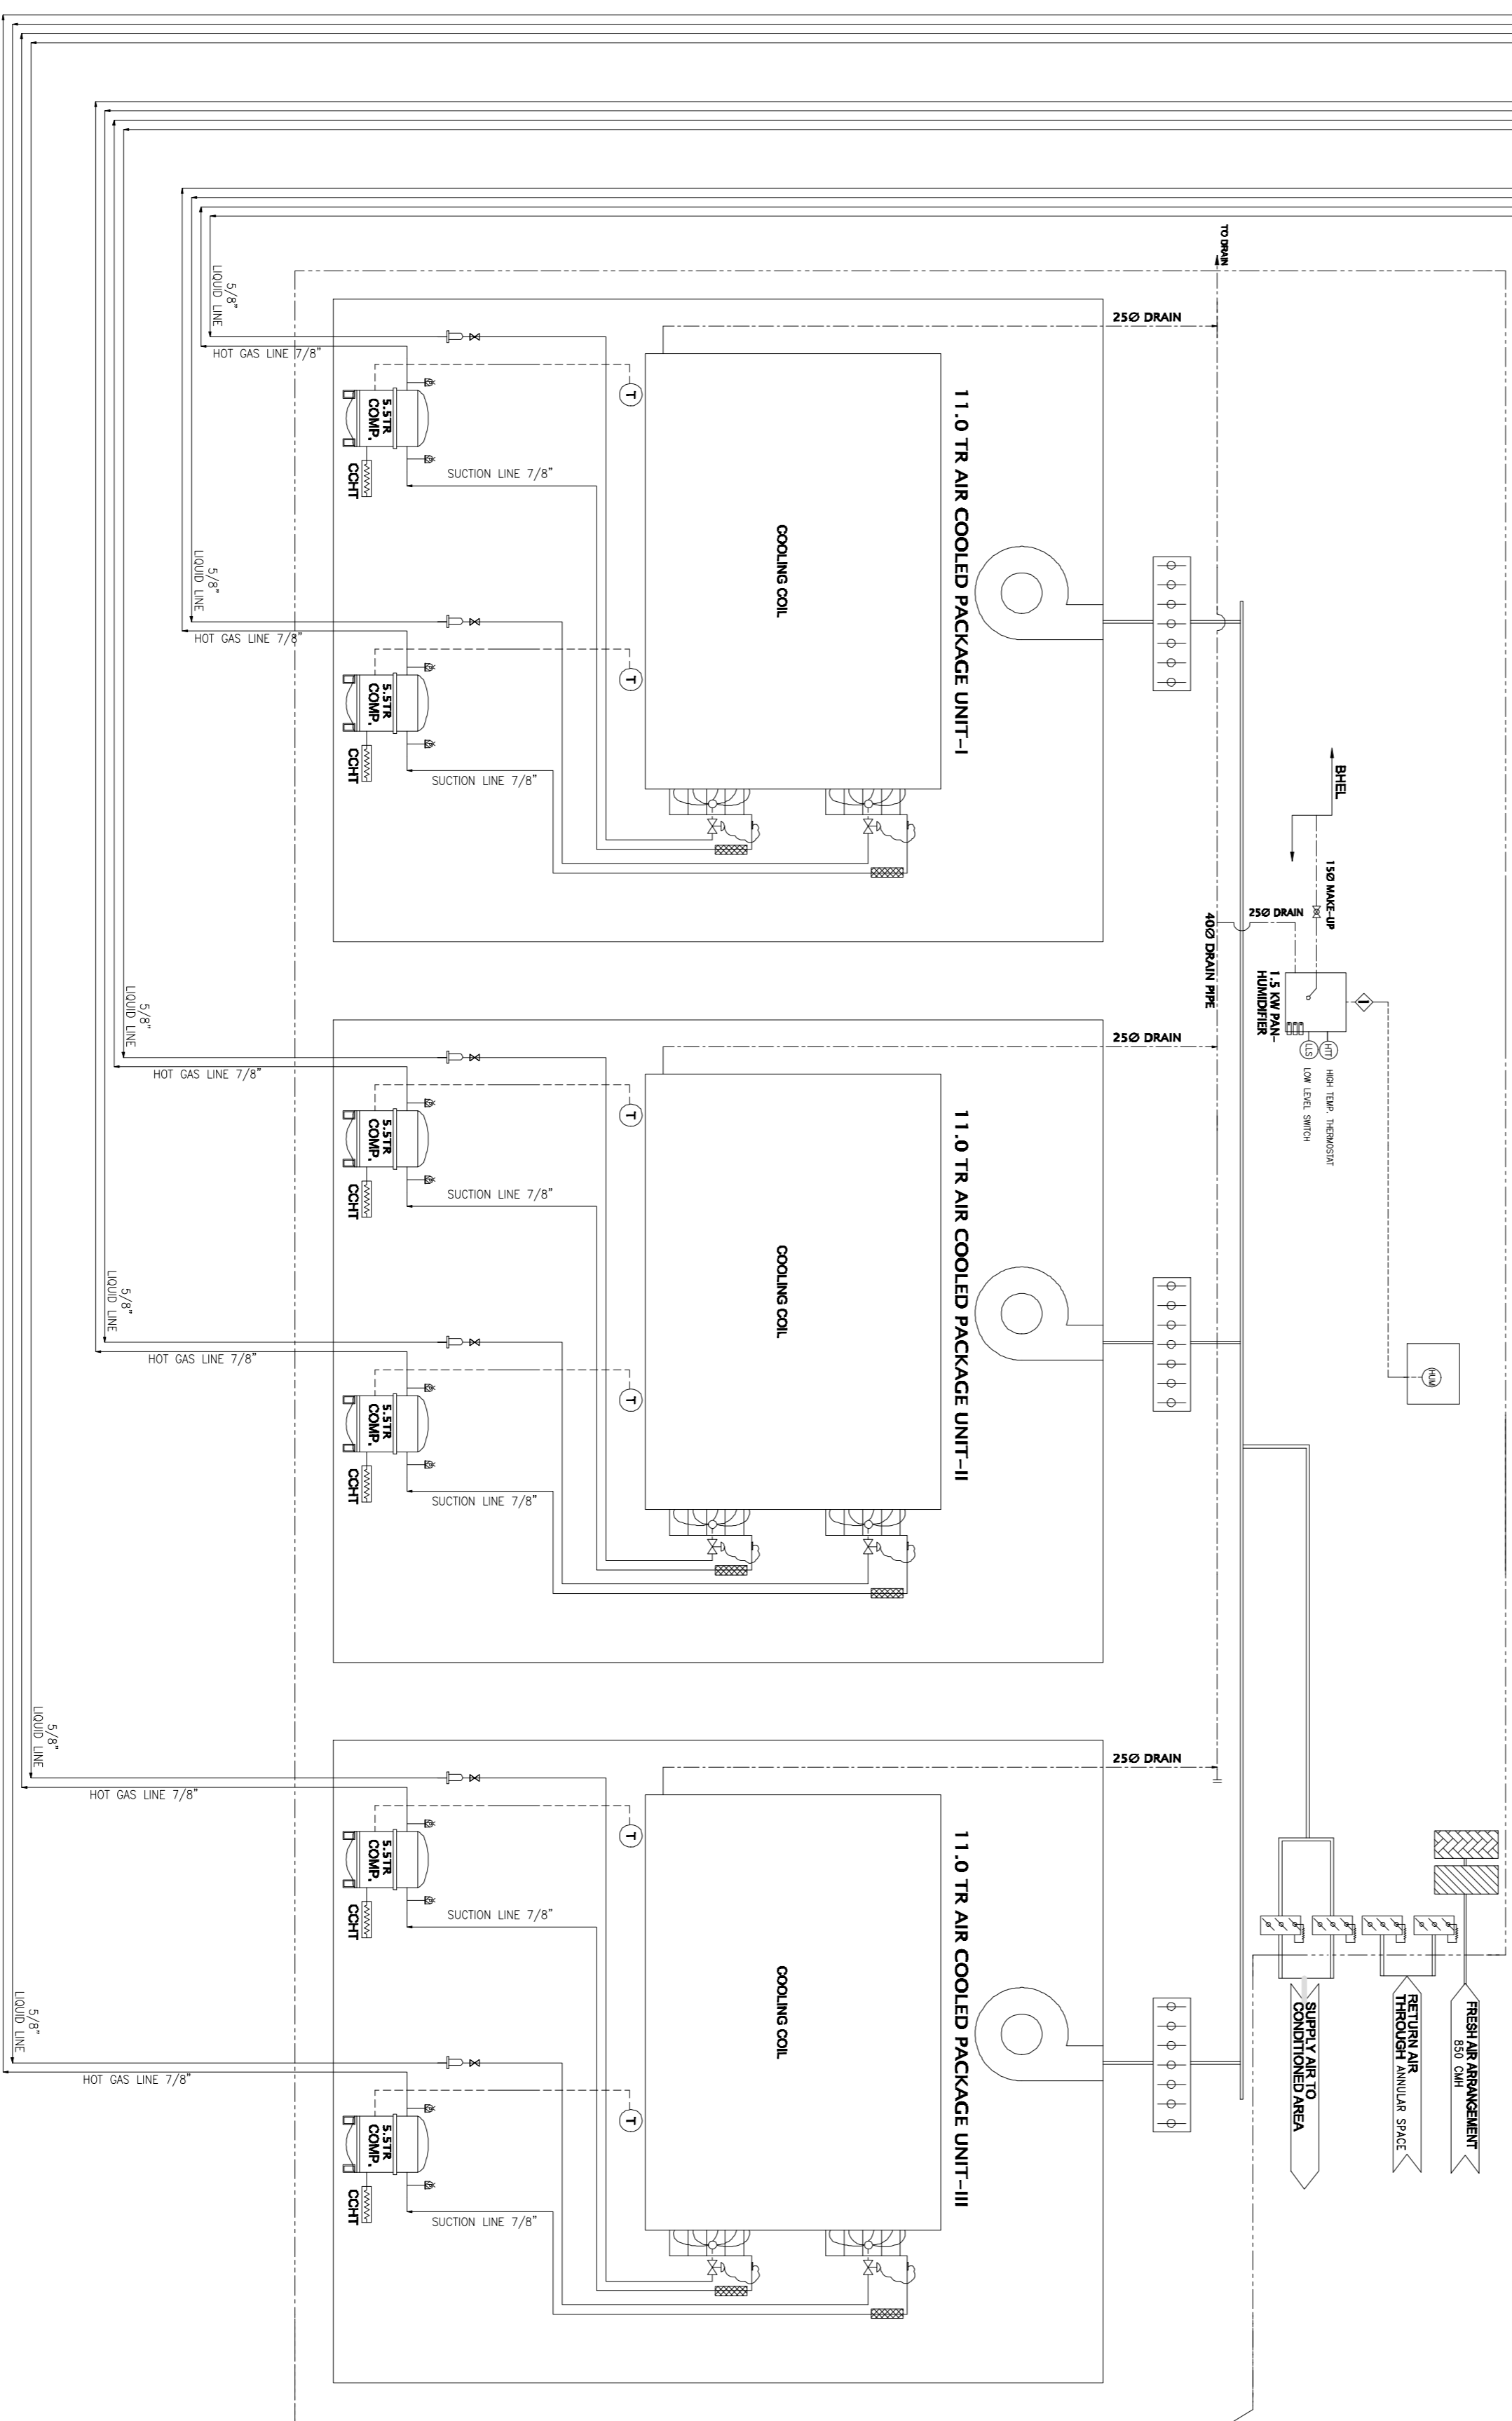 TO DRAIN
5/8"
LIQUID LINE
HOT GAS LINE 7/8"
25Ø DRAIN
5.5TR
COMP.
CCHT
T
SUCTION LINE 7/8"
COOLING COIL
11.0 TR AIR COOLED PACKAGE UNIT-I
5/8"
LIQUID LINE
HOT GAS LINE 7/8"
5.5TR
COMP.
CCHT
T
SUCTION LINE 7/8"
BHEL
15Ø MAKE-UP
25Ø DRAIN
40Ø DRAIN PIPE
1.5 KW PAN-
HUMIDIFIER
I
HTT
HIGH TEMP. THERMOSTAT
LLS
LOW LEVEL SWITCH
HUM
5/8"
LIQUID LINE
HOT GAS LINE 7/8"
25Ø DRAIN
5.5TR
COMP.
CCHT
T
SUCTION LINE 7/8"
COOLING COIL
11.0 TR AIR COOLED PACKAGE UNIT-II
5/8"
LIQUID LINE
HOT GAS LINE 7/8"
5.5TR
COMP.
CCHT
T
SUCTION LINE 7/8"
5/8"
LIQUID LINE
HOT GAS LINE 7/8"
25Ø DRAIN
5.5TR
COMP.
CCHT
T
SUCTION LINE 7/8"
COOLING COIL
11.0 TR AIR COOLED PACKAGE UNIT-III
5/8"
LIQUID LINE
HOT GAS LINE 7/8"
5.5TR
COMP.
CCHT
T
SUCTION LINE 7/8"
FRESH AIR ARRANGEMENT
850 CMH
RETURN AIR
THROUGH ANNULAR SPACE
SUPPLY AIR TO
CONDITIONED AREA